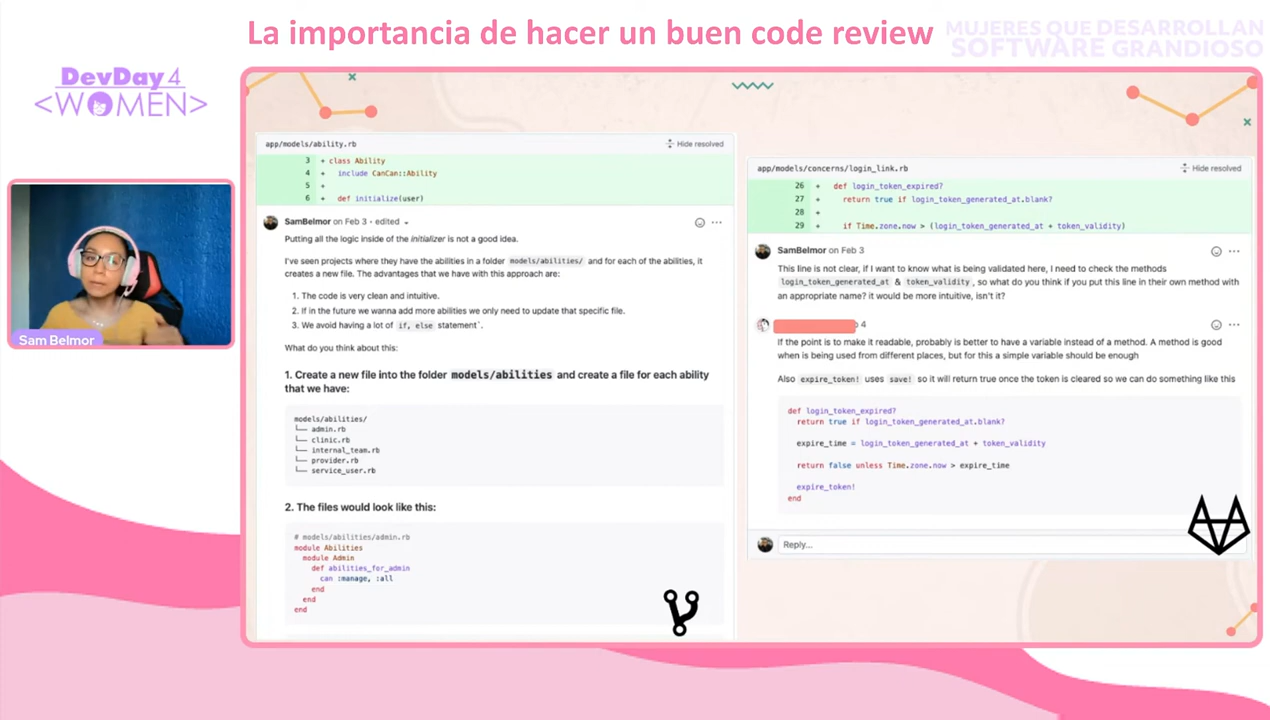 La importancia de hacer un buen code review
MUJERES QUE DESARROLLAN
SOFTWARE GRANDIOSO
DevDay4
<WOMEN>
Sam Belmor
app/models/ability.rb
Hide resolved
3 + class Ability
4 + include CanCan::Ability
5 +
6 + def initialize(user)
SamBelmor on Feb 3 • edited
Putting all the logic inside of the initializer is not a good idea.
I've seen projects where they have the abilities in a folder models/abilities/ and for each of the abilities, it
creates a new file. The advantages that we have with this approach are:
1. The code is very clean and intuitive.
2. If in the future we wanna add more abilities we only need to update that specific file.
3. We avoid having a lot of if, else statement`.
What do you think about this:
1. Create a new file into the folder models/abilities and create a file for each ability
that we have:
models/abilities/
└── admin.rb
└── clinic.rb
└── internal_team.rb
└── provider.rb
└── service_user.rb
2. The files would look like this:
# models/abilities/admin.rb
module Abilities
module Admin
def abilities_for_admin
can :manage, :all
end
end
end
app/models/concerns/login_link.rb
Hide resolved
26 + def login_token_expired?
27 + return true if login_token_generated_at.blank?
28 +
29 + if Time.zone.now > (login_token_generated_at + token_validity)
SamBelmor on Feb 3
This line is not clear, if I want to know what is being validated here, I need to check the methods
login_token_generated_at & token_validity, so what do you think if you put this line in their own method with
an appropriate name? it would be more intuitive, isn't it?
4
If the point is to make it readable, probably is better to have a variable instead of a method. A method is good
when is being used from different places, but for this a simple variable should be enough
Also expire_token! uses save! so it will return true once the token is cleared so we can do something like this
def login_token_expired?
return true if login_token_generated_at.blank?
expire_time = login_token_generated_at + token_validity
return false unless Time.zone.now > expire_time
expire_token!
end
Reply...